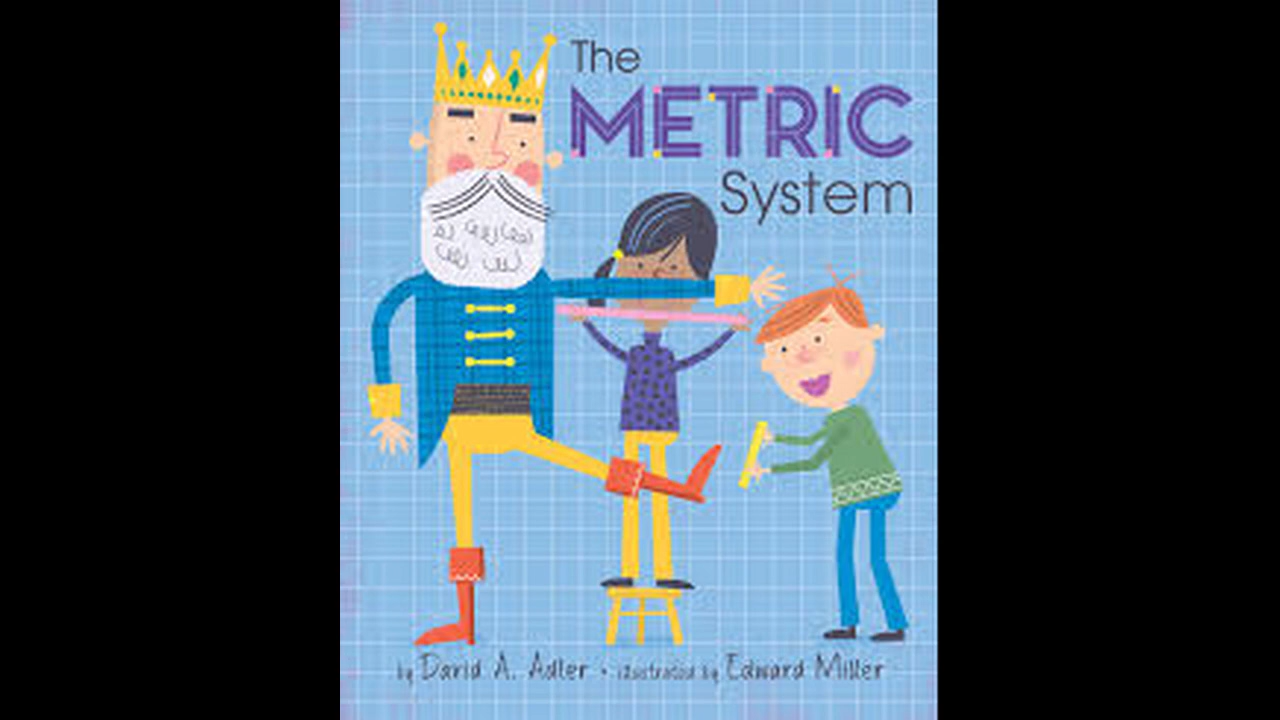 The
METRIC
System
by David A. Adler • illustrated by Edward Miller